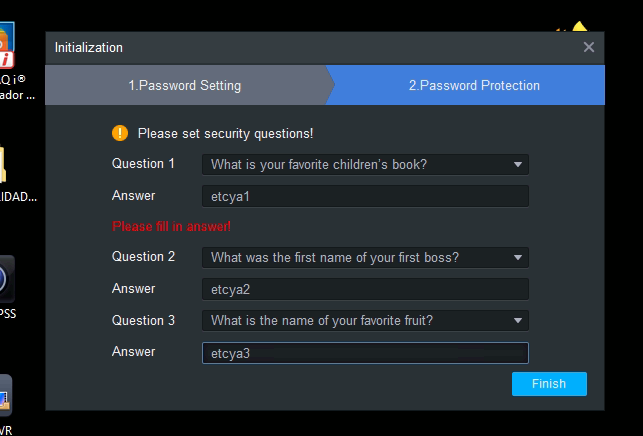 Initialization
1.Password Setting
2.Password Protection
Please set security questions!
Question 1 What is your favorite children's book?
Answer etcya1
Please fill in answer!
Question 2 What was the first name of your first boss?
Answer etcya2
Question 3 What is the name of your favorite fruit?
Answer etcya3
Finish
AQ i®
ador ...
IDAD...
PSS
VR